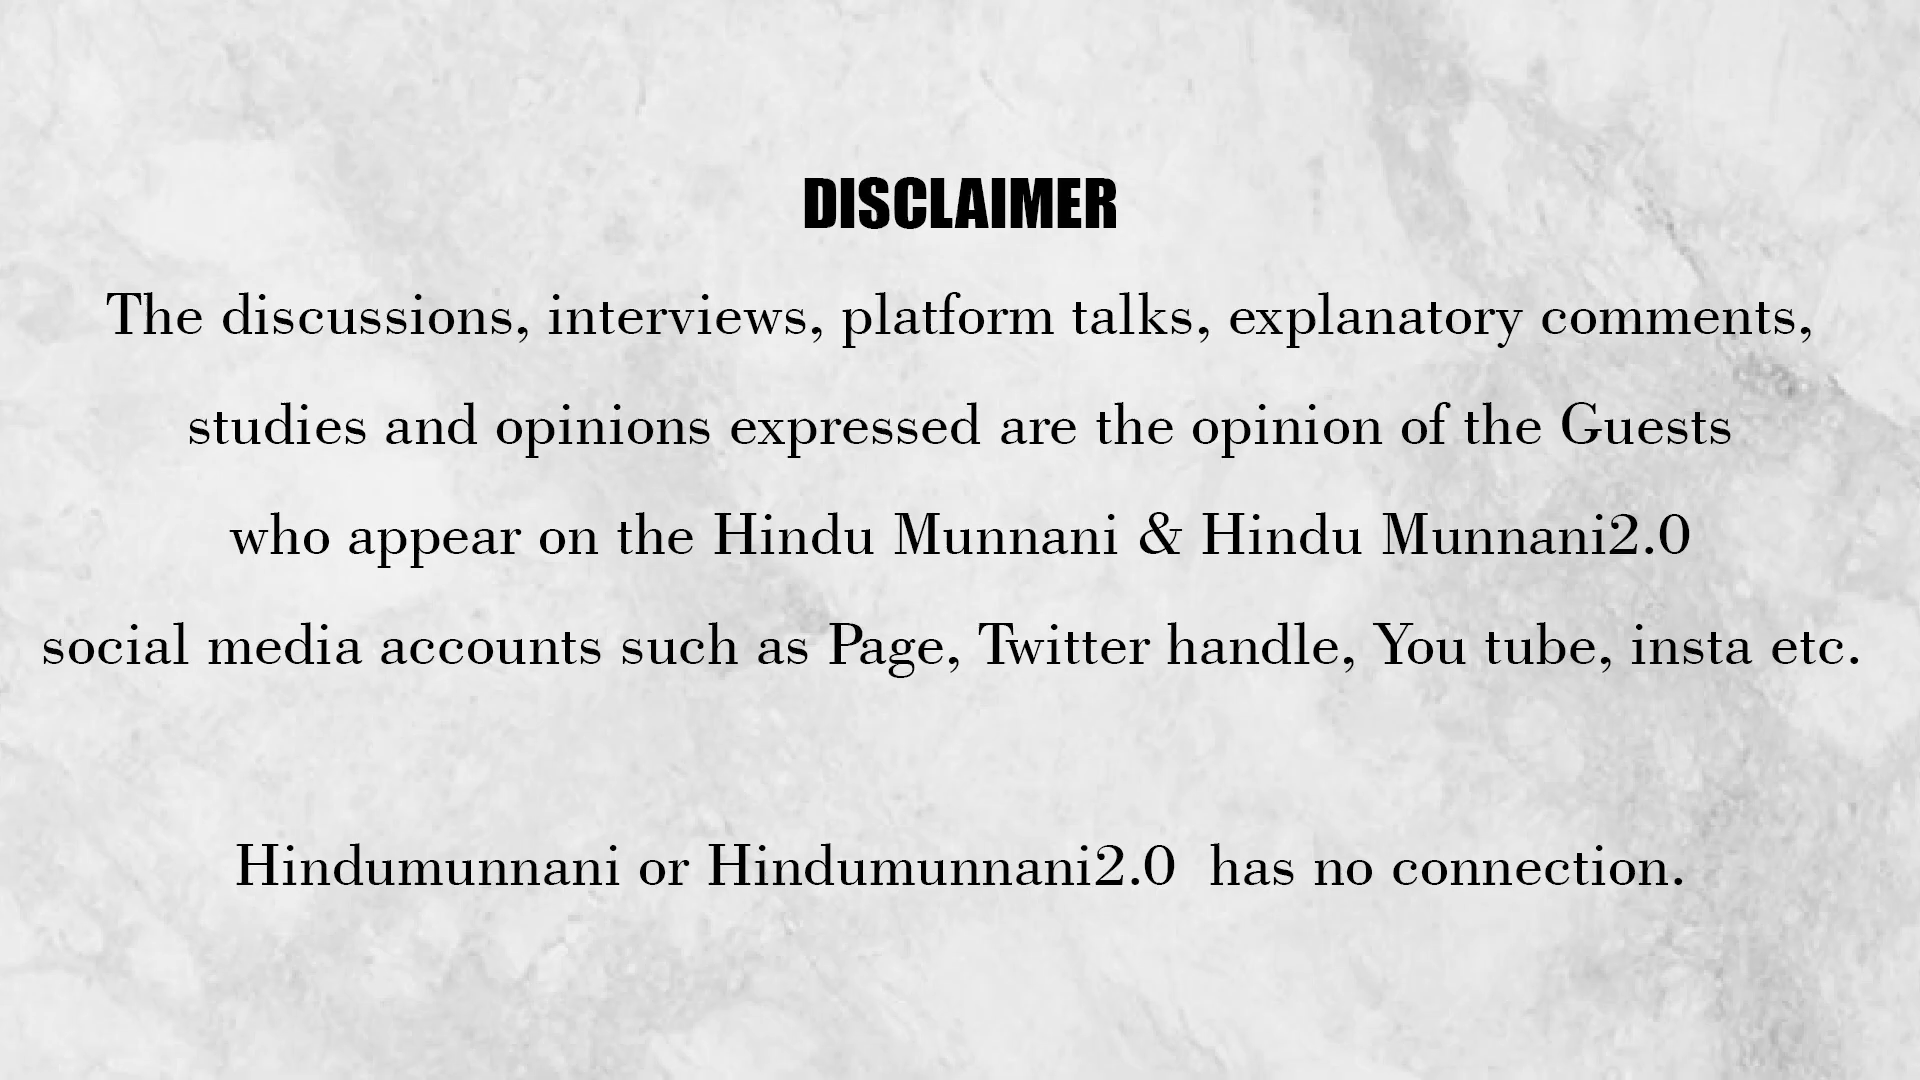 DISCLAIMER
The discussions, interviews, platform talks, explanatory comments,
studies and opinions expressed are the opinion of the Guests
who appear on the Hindu Munnani & Hindu Munnani2.0
social media accounts such as Page, Twitter handle, You tube, insta etc.
Hindumunnani or Hindumunnani2.0  has no connection.